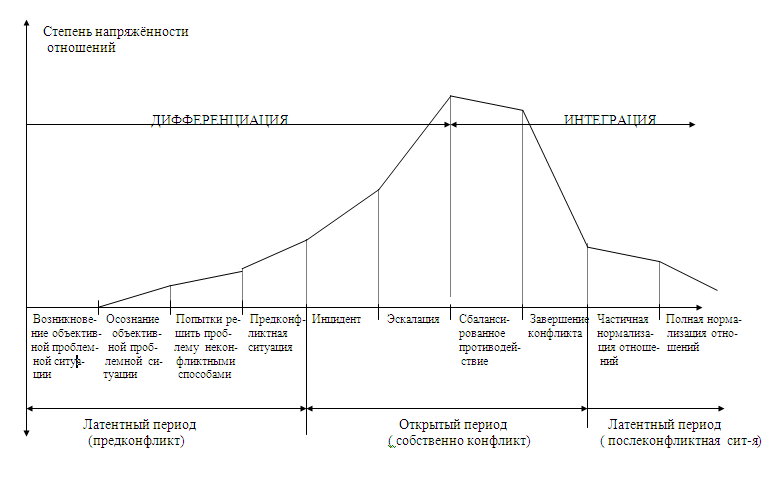 Степень напряжённости
отношений
ДИФФЕРЕНЦИАЦИЯ
ИНТЕГРАЦИЯ
Возникнове-
ние объектив-
ной проблем-
ной ситуа-
ции
Осознание
объектив-
ной проб-
лемной си-
туации
Попытки ре-
шить проб-
лему некон-
фликтными
способами
Предконф-
ликтная
ситуация
Инцидент
Эскалация
Сбаланси-
рованное
противодей-
ствие
Завершение
конфликта
Частичная
нормализа-
ция отноше-
ний
Полная норма-
лизация отно-
шений
Латентный период
(предконфликт)
Открытый период
( собственно конфликт)
Латентный период
( послеконфликтная сит-я)